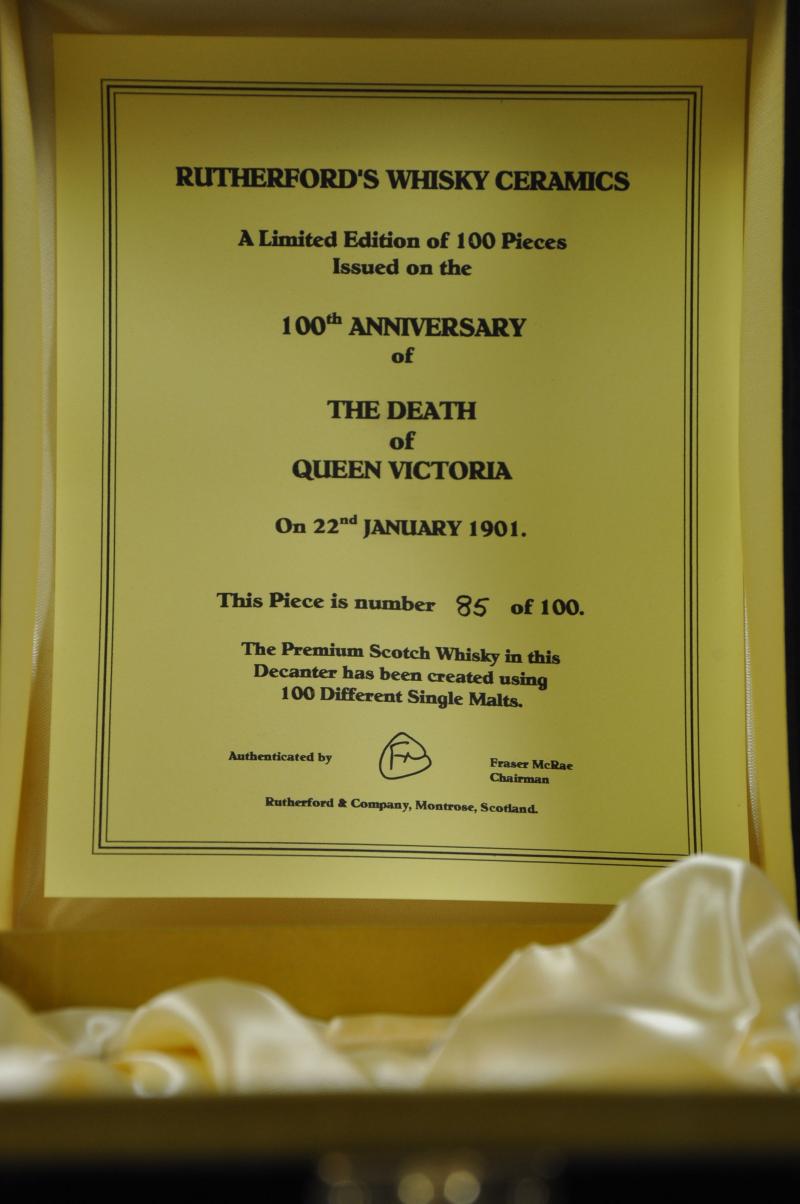 RUTHERFORD'S WHISKY CERAMICS
A Limited Edition of 100 Pieces
Issued on the
100th ANNIVERSARY
of
THE DEATH
of
QUEEN VICTORIA
On 22nd JANUARY 1901.
This Piece is number 85 of 100.
The Premium Scotch Whisky in this
Decanter has been created using
100 Different Single Malts.
Authenticated by
Fraser McRae
Chairman
Rutherford & Company, Montrose, Scotland.